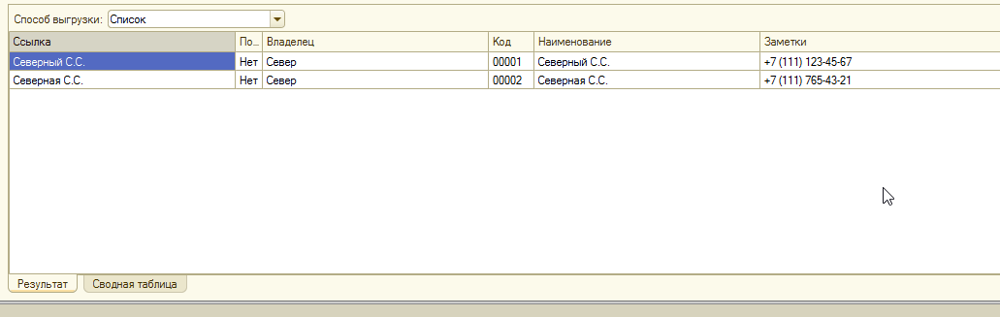 Способ выгрузки: Список
Ссылка По... Владелец Код Наименование Заметки
Северный С.С. Нет Север 00001 Северный С.С. +7 (111) 123-45-67
Северная С.С. Нет Север 00002 Северная С.С. +7 (111) 765-43-21
Результат Сводная таблица